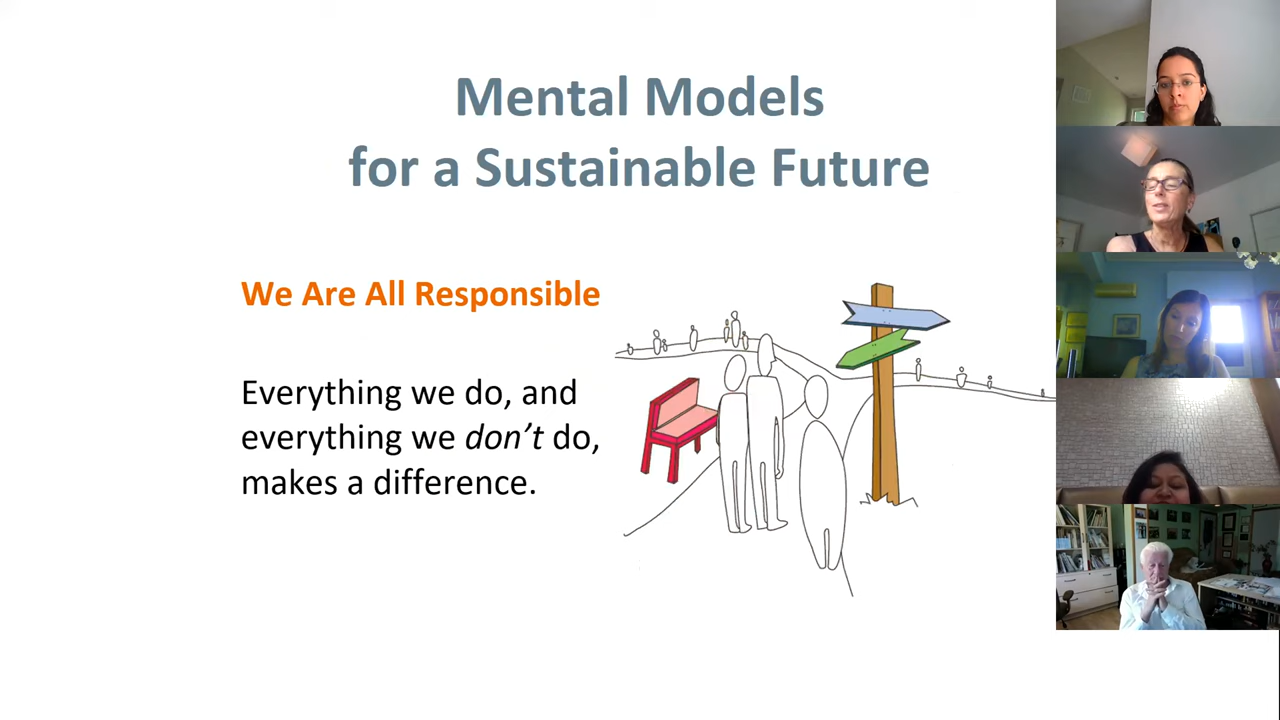 Mental Models
for a Sustainable Future
We Are All Responsible
Everything we do, and
everything we don't do,
makes a difference.